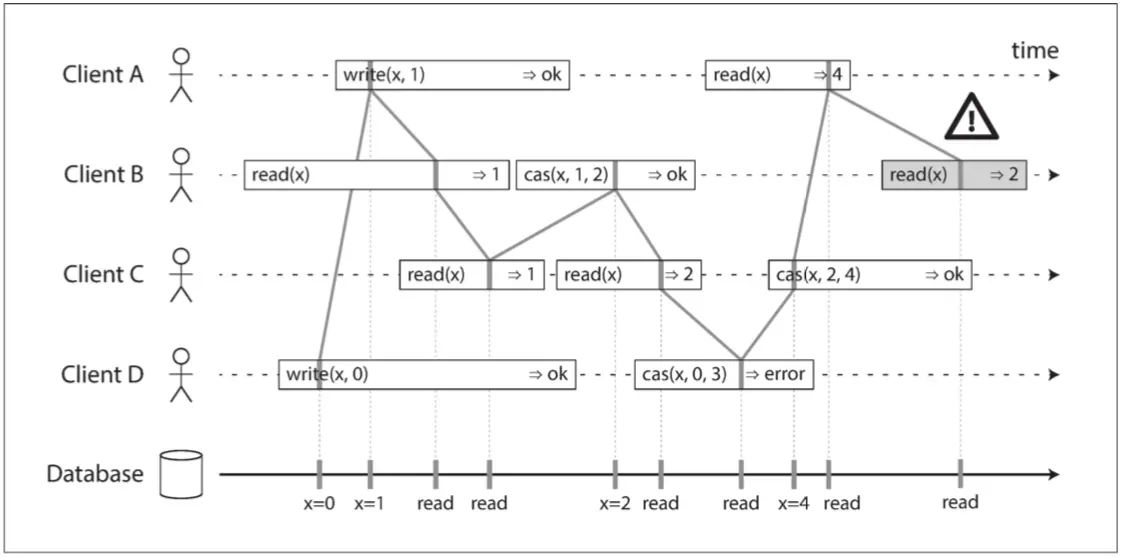 time
Client A write(x, 1) ⇒ ok read(x) ⇒ 4
Client B read(x) ⇒ 1 cas(x, 1, 2) ⇒ ok read(x) ⇒ 2
Client C read(x) ⇒ 1 read(x) ⇒ 2 cas(x, 2, 4) ⇒ ok
Client D write(x, 0) ⇒ ok cas(x, 0, 3) ⇒ error
Database
x=0 x=1 read read x=2 read read x=4 read read